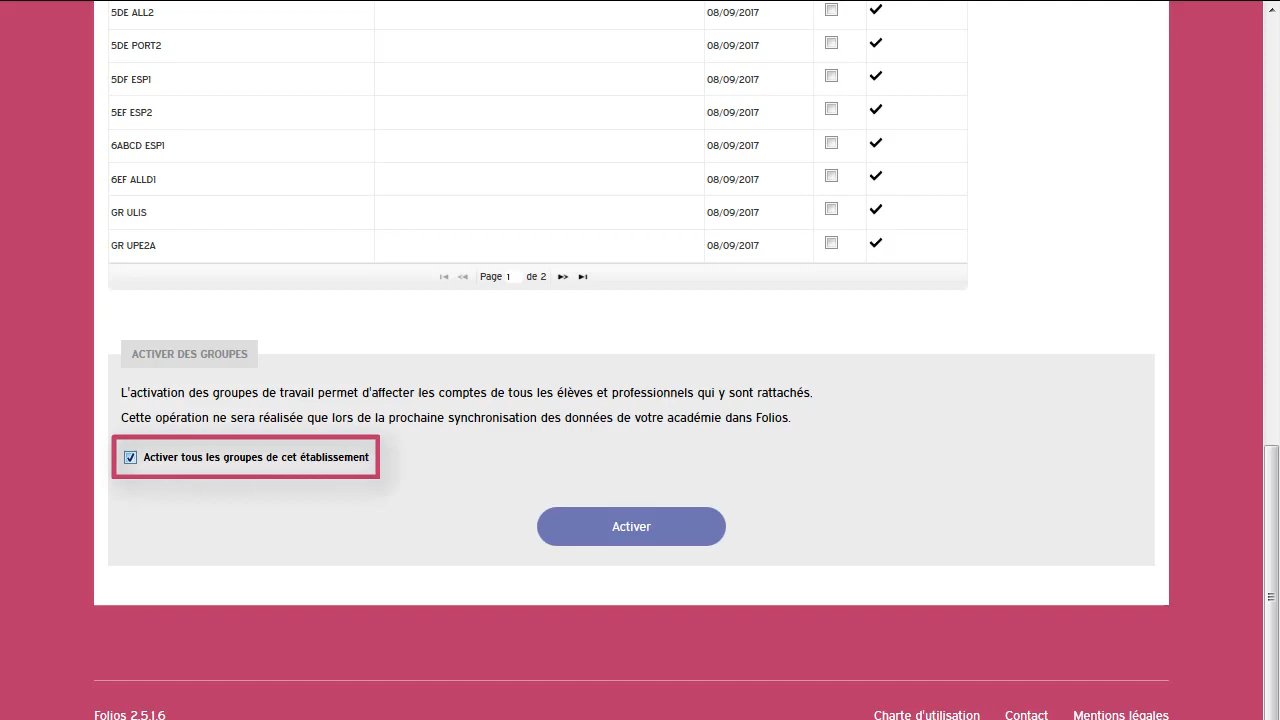 5DE ALL2 08/09/2017
5DE PORT2 08/09/2017
5DF ESP1 08/09/2017
5EF ESP2 08/09/2017
6ABCD ESP1 08/09/2017
6EF ALLD1 08/09/2017
GR ULIS 08/09/2017
GR UPE2A 08/09/2017
Page 1 de 2
ACTIVER DES GROUPES
L'activation des groupes de travail permet d'affecter les comptes de tous les élèves et professionnels qui y sont rattachés.
Cette opération ne sera réalisée que lors de la prochaine synchronisation des données de votre académie dans Folios.
Activer tous les groupes de cet établissement
Activer
Folios 2.5.1.6 Charte d'utilisation Contact Mentions légales